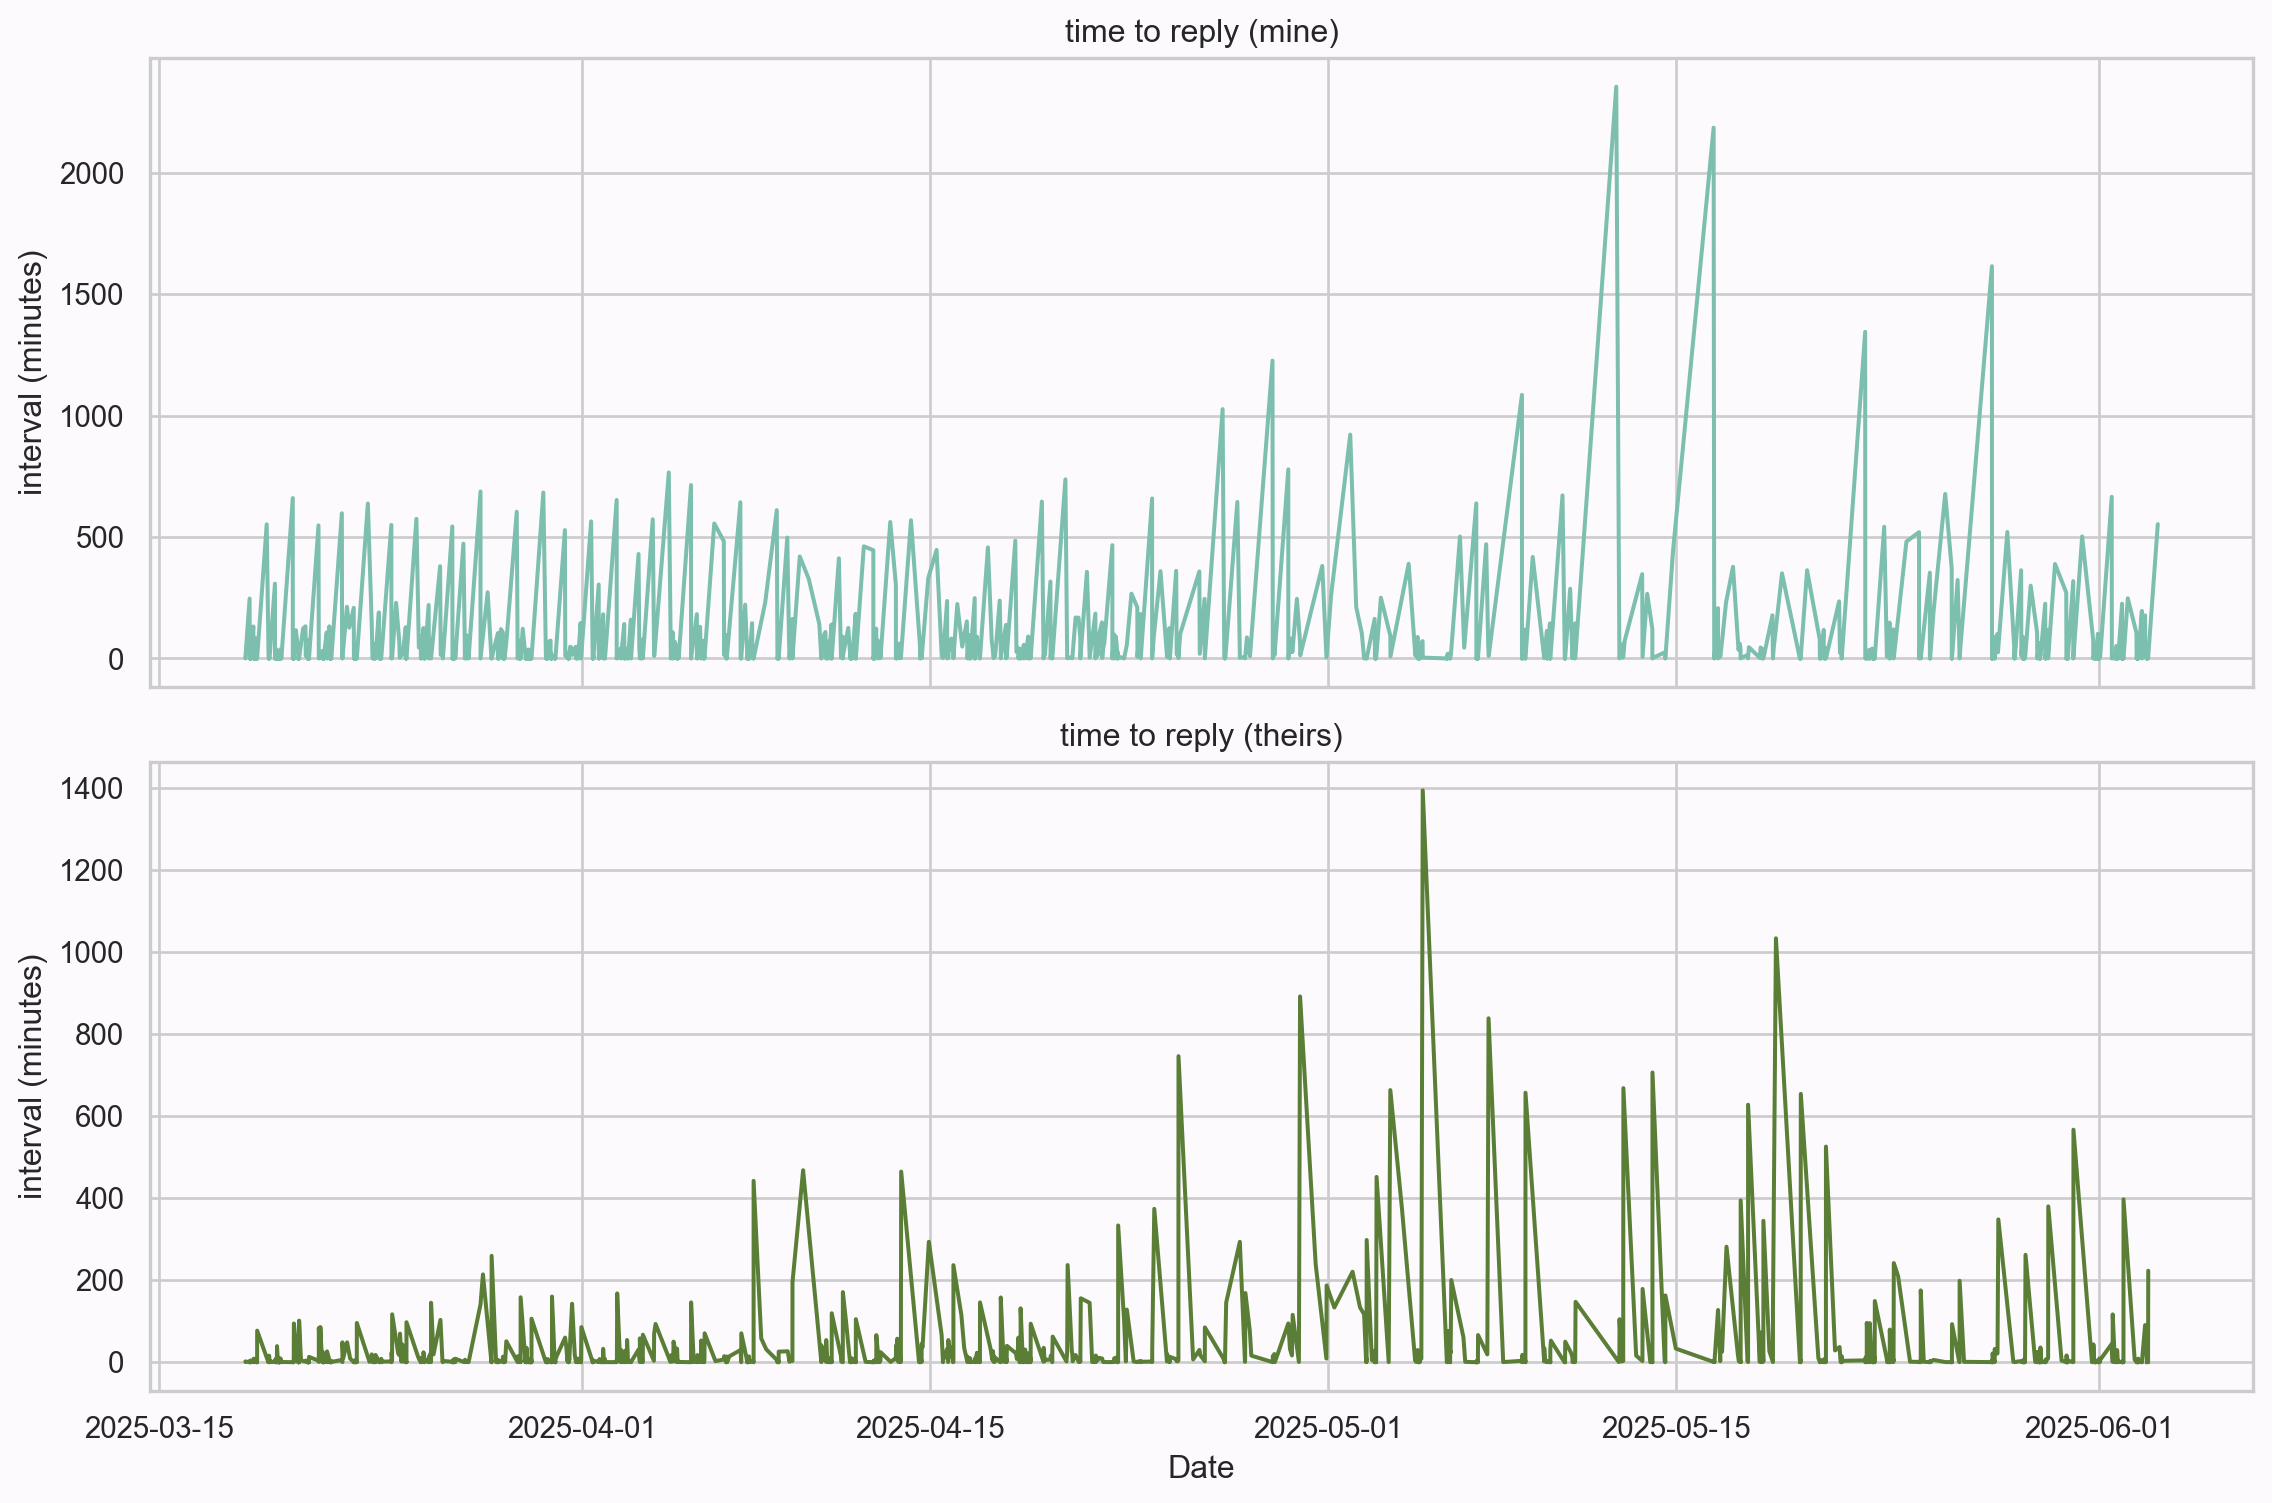 time to reply (mine)
interval (minutes)
2000
1500
1000
500
0
time to reply (theirs)
interval (minutes)
1400
1200
1000
800
600
400
200
0
2025-03-15 2025-04-01 2025-04-15 2025-05-01 2025-05-15 2025-06-01
Date